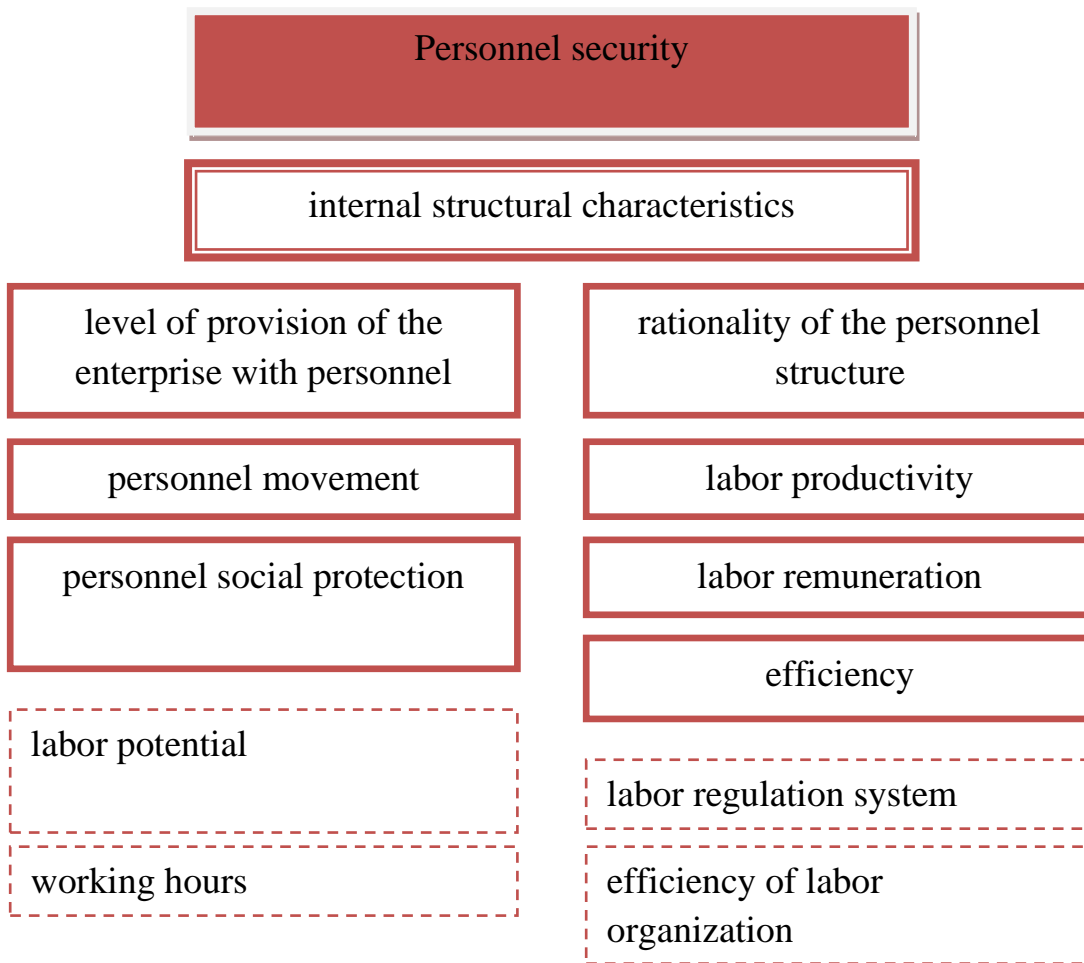 Personnel security
internal structural characteristics
level of provision of the
enterprise with personnel
personnel movement
personnel social protection
labor potential
working hours
rationality of the personnel
structure
labor productivity
labor remuneration
efficiency
labor regulation system
efficiency of labor
organization